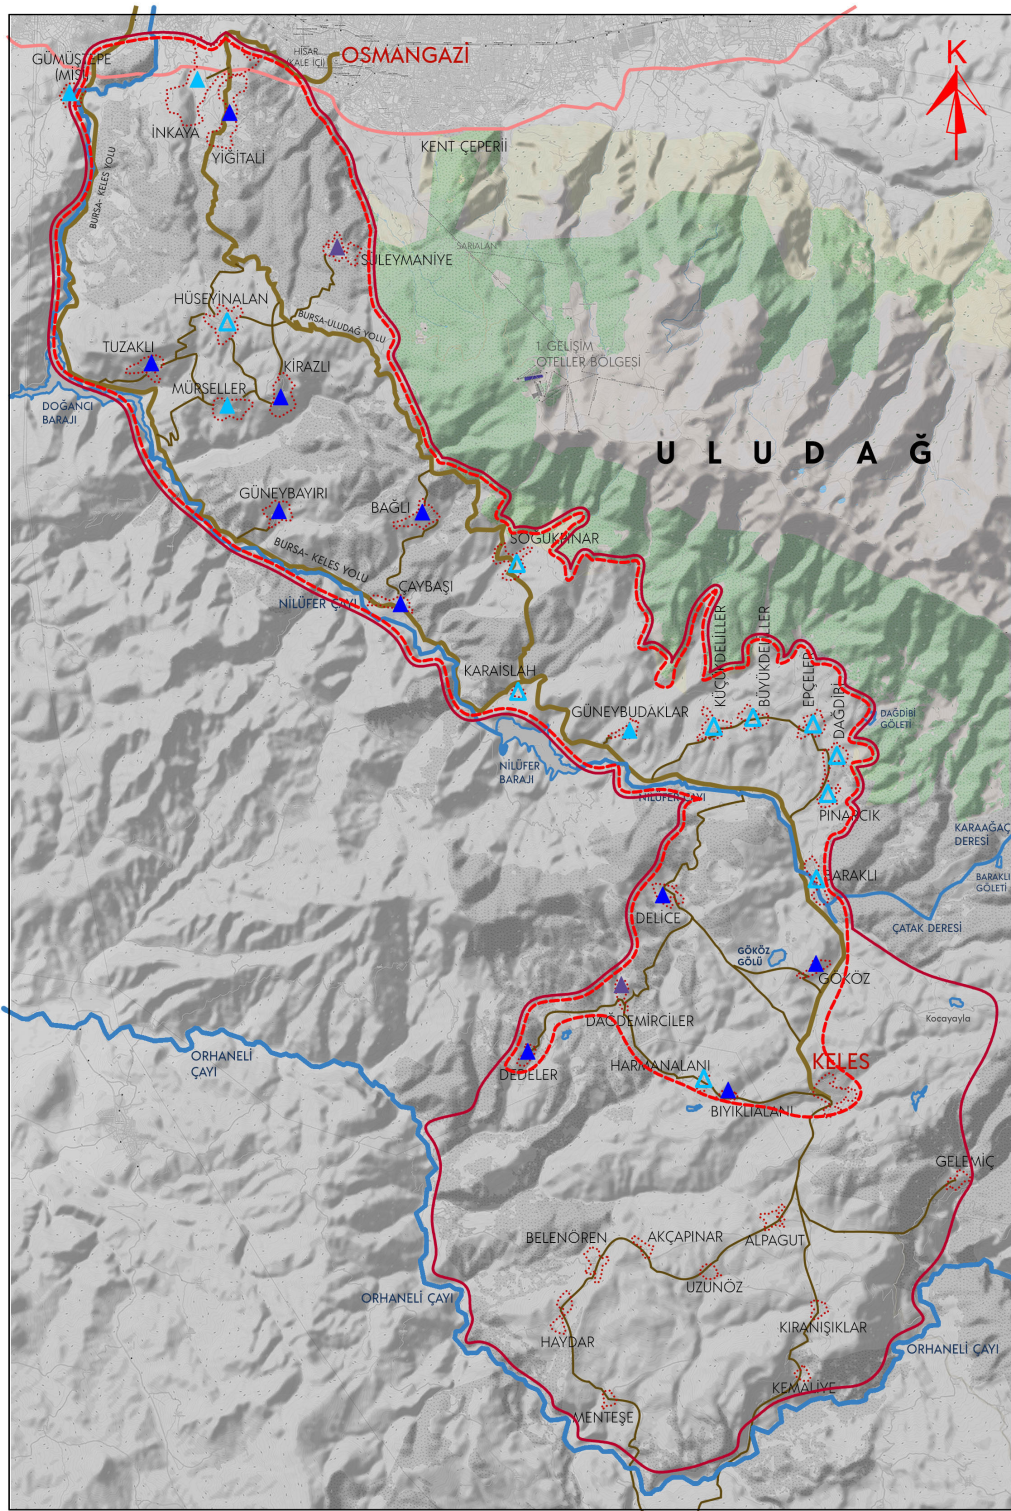 HİSAR
(KALE İÇİ)
OSMANGAZİ
K
GÜMÜŞTEPE
(MİSİ)
İNKAYA
YİĞİTALİ
KENT ÇEPERİİ
BURSA- KELES YOLU
SARIALAN
SÜLEYMANİYE
HÜSEYİNALAN
BURSA-ULUDAĞ YOLU
TUZAKLI
KİRAZLI
1. GELİŞİM
OTELLER BÖLGESİ
MÜRSELLER
DOĞANCI
BARAJI
U L U D A Ğ
GÜNEYBAYIRI
BAĞLI
SOĞUKPINAR
BURSA- KELES YOLU
ÇAYBAŞI
NİLÜFER ÇAYI
KARAİSLAH
KÜÇÜKDELİLLER
BÜYÜKDELİLLER
EPÇELER
DAĞDİBİ
GÜNEYBUDAKLAR
DAĞDİBİ
GÖLETİ
NİLÜFER
BARAJI
NİLÜFER ÇAYI
PINARCIK
KARAAĞAÇ
DERESİ
BARAKLI
BARAKLI
GÖLETİ
DELİCE
ÇATAK DERESİ
GÖKÖZ
GÖLÜ
GÖKÖZ
DAĞDEMİRCİLER
Kocayayla
ORHANELİ
ÇAYI
HARMANALANI
KELES
DEDELER
BIYIKLIALANI
GELEMİÇ
BELENÖREN
AKÇAPINAR
ALPAGUT
UZUNÖZ
ORHANELİ ÇAYI
HAYDAR
KIRANIŞIKLAR
ORHANELİ ÇAYI
KEMALİYE
MENTEŞE